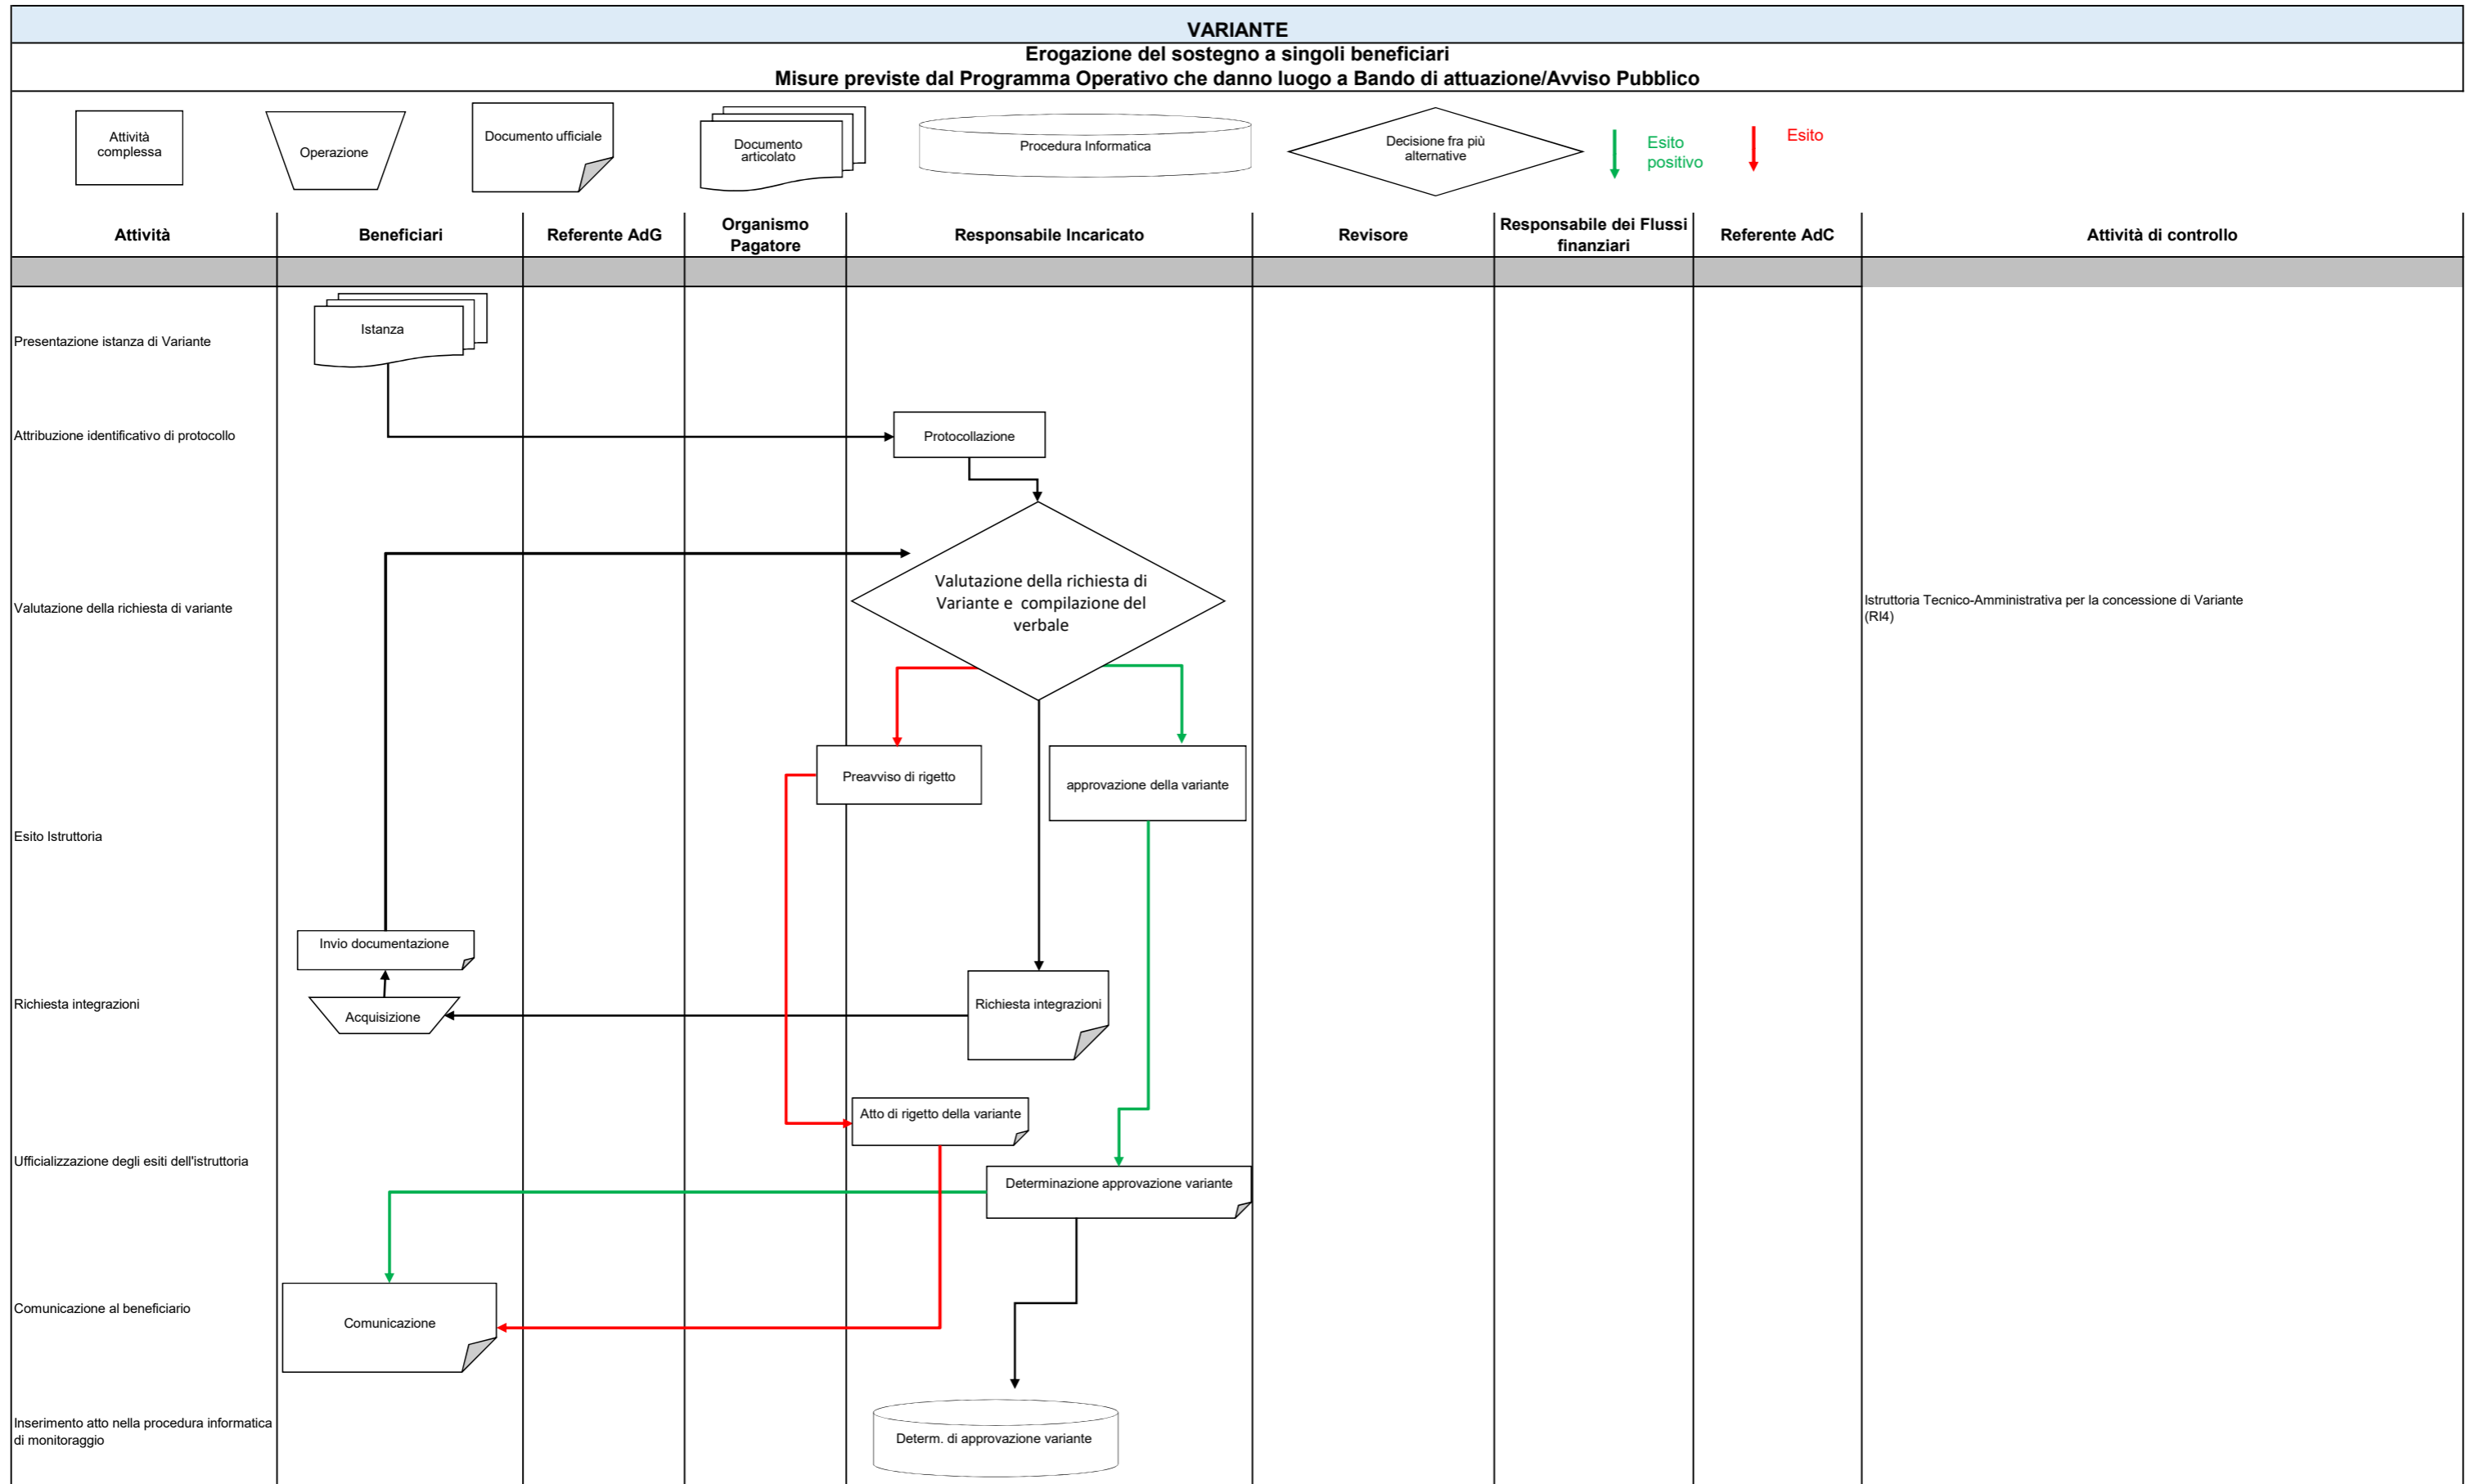 VARIANTE
Erogazione del sostegno a singoli beneficiari
Misure previste dal Programma Operativo che danno luogo a Bando di attuazione/Avviso Pubblico
Attività
complessa
Operazione
Documento ufficiale
Documento
articolato
Procedura Informatica
Decisione fra più
alternative
Esito
positivo
Esito
Attività
Beneficiari
Referente AdG
Organismo
Pagatore
Responsabile Incaricato
Revisore
Responsabile dei Flussi
finanziari
Referente AdC
Attività di controllo
Presentazione istanza di Variante
Istanza
Attribuzione identificativo di protocollo
Protocollazione
Valutazione della richiesta di variante
Valutazione della richiesta di
Variante e  compilazione del
verbale
Istruttoria Tecnico-Amministrativa per la concessione di Variante
(RI4)
Preavviso di rigetto
approvazione della variante
Esito Istruttoria
Invio documentazione
Richiesta integrazioni
Acquisizione
Richiesta integrazioni
Atto di rigetto della variante
Ufficializzazione degli esiti dell'istruttoria
Determinazione approvazione variante
Comunicazione al beneficiario
Comunicazione
Inserimento atto nella procedura informatica
di monitoraggio
Determ. di approvazione variante